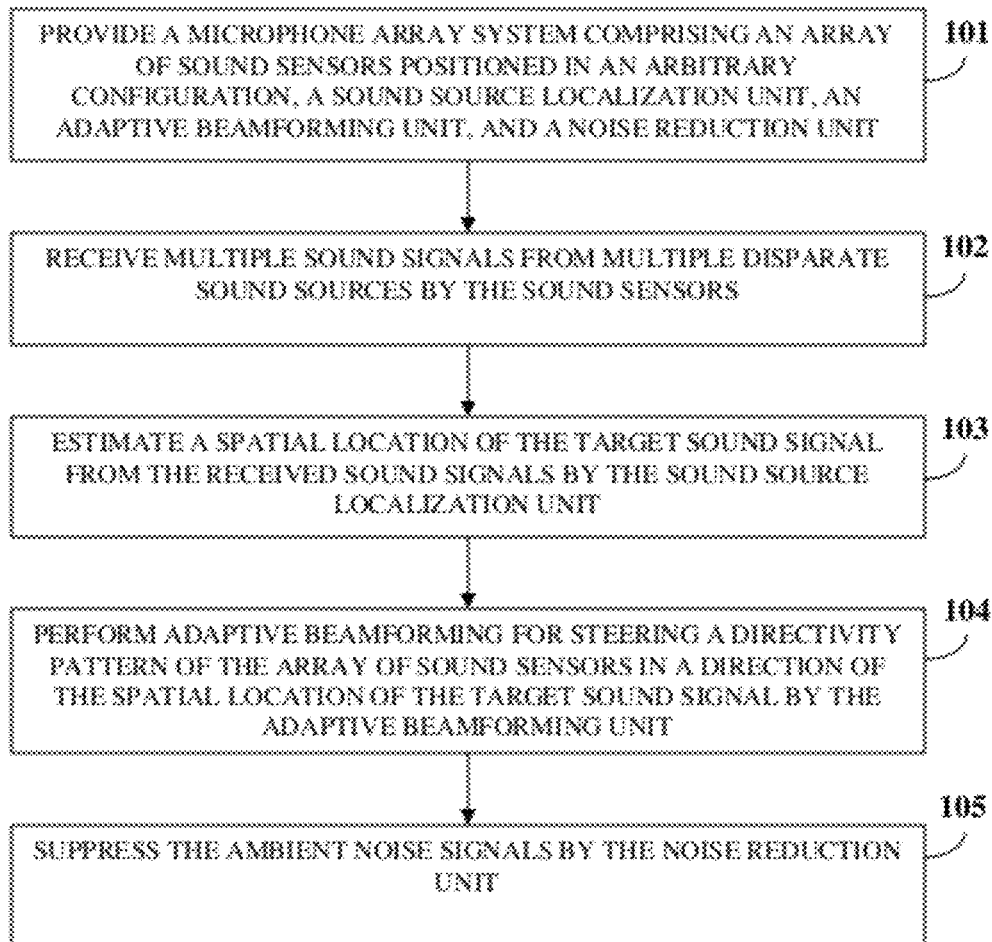 PROVIDE A MICROPHONE ARRAY SYSTEM COMPRISING AN ARRAY
OF SOUND SENSORS POSITIONED IN AN ARBITRARY
CONFIGURATION, A SOUND SOURCE LOCALIZATION UNIT, AN
ADAPTIVE BEAMFORMING UNIT, AND A NOISE REDUCTION UNIT
101
RECEIVE MULTIPLE SOUND SIGNALS FROM MULTIPLE DISPARATE
SOUND SOURCES BY THE SOUND SENSORS
102
ESTIMATE A SPATIAL LOCATION OF THE TARGET SOUND SIGNAL
FROM THE RECEIVED SOUND SIGNALS BY THE SOUND SOURCE
LOCALIZATION UNIT
103
PERFORM ADAPTIVE BEAMFORMING FOR STEERING A DIRECTIVITY
PATTERN OF THE ARRAY OF SOUND SENSORS IN A DIRECTION OF
THE SPATIAL LOCATION OF THE TARGET SOUND SIGNAL BY THE
ADAPTIVE BEAMFORMING UNIT
104
SUPPRESS THE AMBIENT NOISE SIGNALS BY THE NOISE REDUCTION
UNIT
105